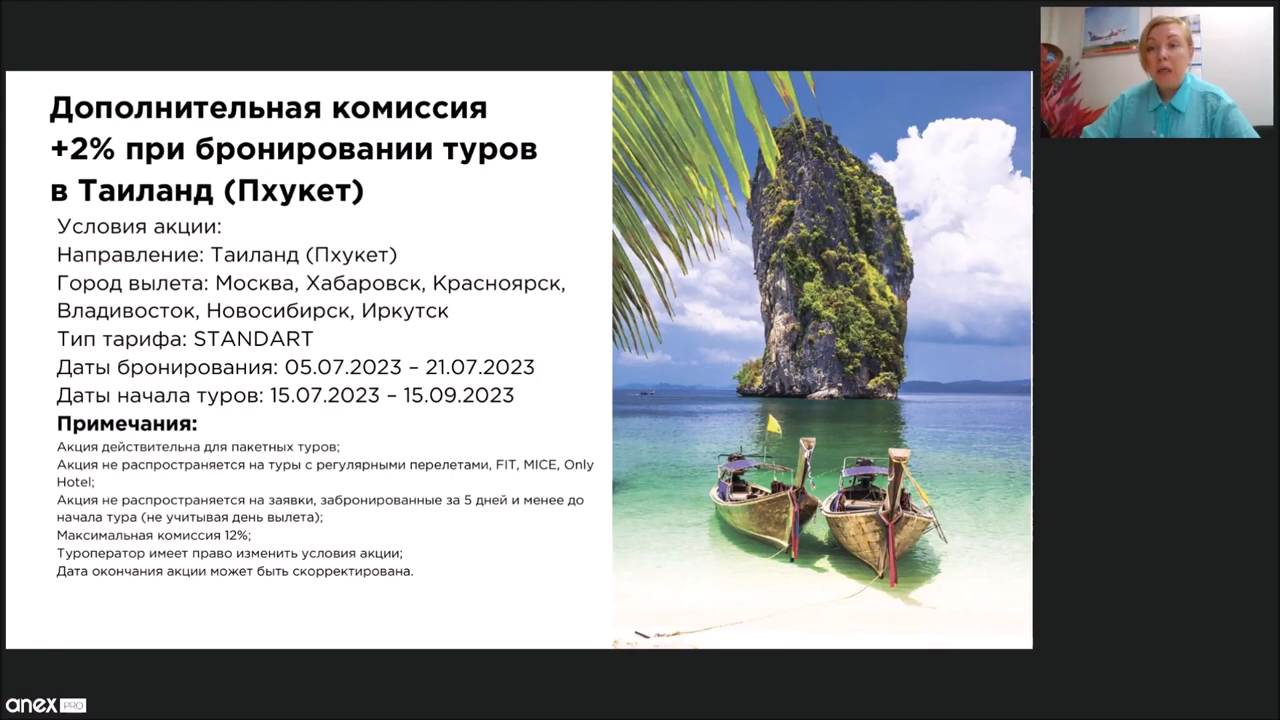 Дополнительная комиссия
+2% при бронировании туров
в Таиланд (Пхукет)
Условия акции:
Направление: Таиланд (Пхукет)
Город вылета: Москва, Хабаровск, Красноярск,
Владивосток, Новосибирск, Иркутск
Тип тарифа: STANDART
Даты бронирования: 05.07.2023 – 21.07.2023
Даты начала туров: 15.07.2023 – 15.09.2023
Примечания:
Акция действительна для пакетных туров;
Акция не распространяется на туры с регулярными перелетами, FIT, MICE, Only
Hotel;
Акция не распространяется на заявки, забронированные за 5 дней и менее до
начала тура (не учитывая день вылета);
Максимальная комиссия 12%;
Туроператор имеет право изменить условия акции;
Дата окончания акции может быть скорректирована.
anex PRO